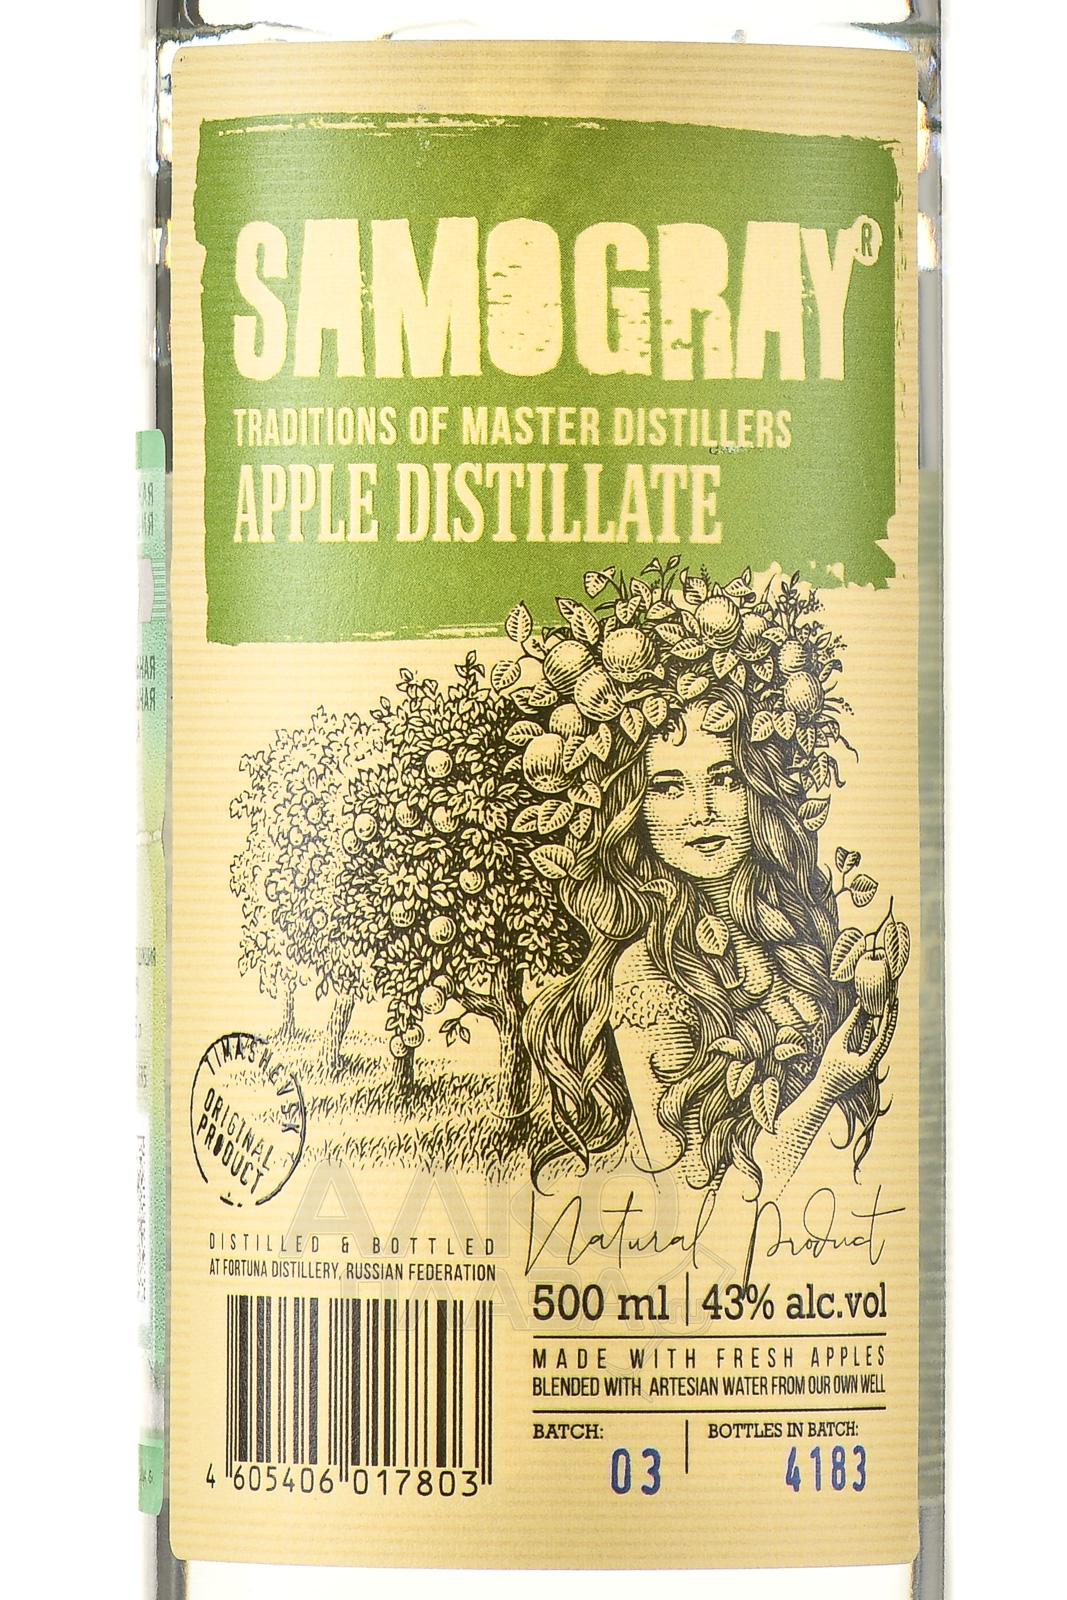 SAMOGRAY®
TRADITIONS OF MASTER DISTILLERS
APPLE DISTILLATE
TIMASHEVSK
ORIGINAL
PRODUCT
Natural Product
DISTILLED & BOTTLED
AT FORTUNA DISTILLERY, RUSSIAN FEDERATION
500 ml | 43% alc.vol
MADE WITH FRESH APPLES
BLENDED WITH ARTESIAN WATER FROM OUR OWN WELL
BATCH:
03
BOTTLES IN BATCH:
4183
4 605406 017803